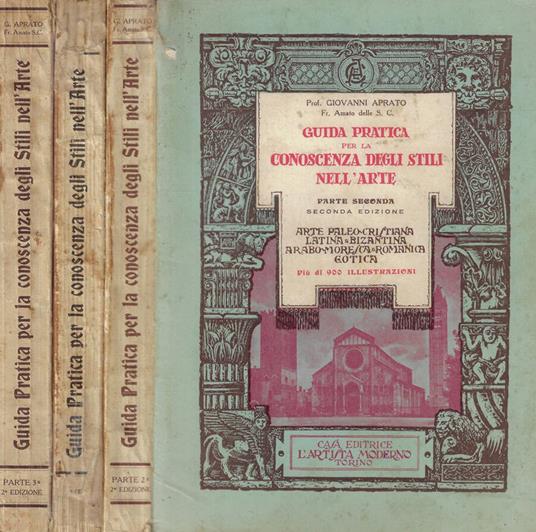 G. APRATO
Fr. Amato S. C.
Guida Pratica per la conoscenza degli Stili nell'Arte
PARTE 3ª
2ª EDIZIONE
Guida Pratica per la conoscenza degli Stili nell'Arte
G. APRATO
Fr. Amato S.C.
Guida Pratica per la conoscenza degli Stili nell'Arte
PARTE 2ª
2ª EDIZIONE
Prof. GIOVANNI APRATO
Fr. Amato delle S. C.
GUIDA PRATICA
PER LA
CONOSCENZA DEGLI STILI
NELL'ARTE
PARTE SECONDA
SECONDA EDIZIONE
ARTE PALEO-CRISTIANA
LATINA-BIZANTINA
ARABO-MORESCA-ROMANICA
GOTICA
Più di 900 ILLUSTRAZIONI
CASA EDITRICE
L'ARTISTA MODERNO
TORINO